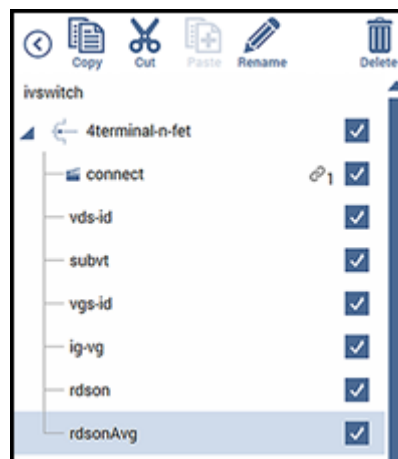 Copy Cut Paste Rename Delete
ivswitch
4terminal-n-fet
connect 1
vds-id
subvt
vgs-id
ig-vg
rdson
rdsonAvg